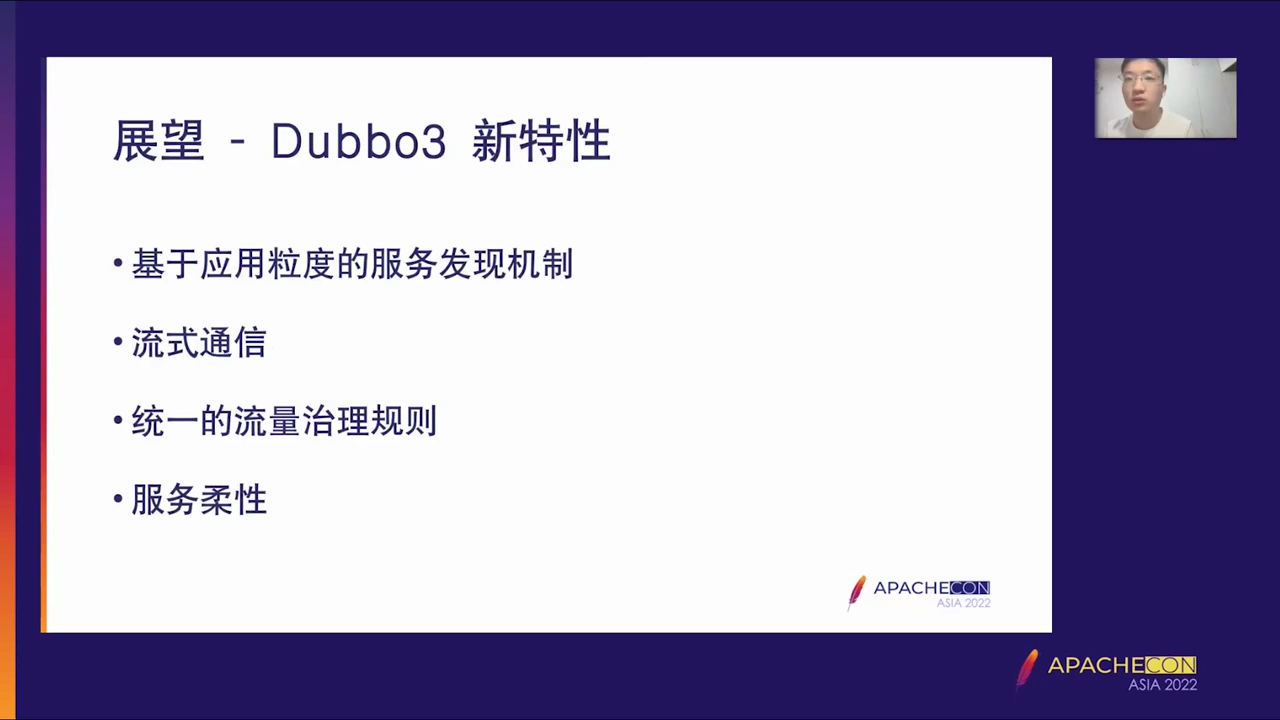 展望 - Dubbo3 新特性
• 基于应用粒度的服务发现机制
• 流式通信
• 统一的流量治理规则
• 服务柔性
APACHECON
ASIA 2022
APACHECON
ASIA 2022